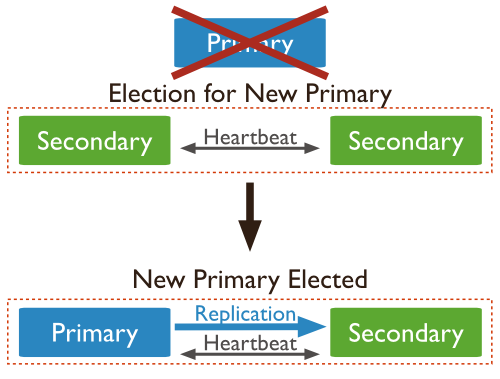 Primary
Election for New Primary
Secondary Heartbeat Secondary
New Primary Elected
Replication
Primary Secondary
Heartbeat